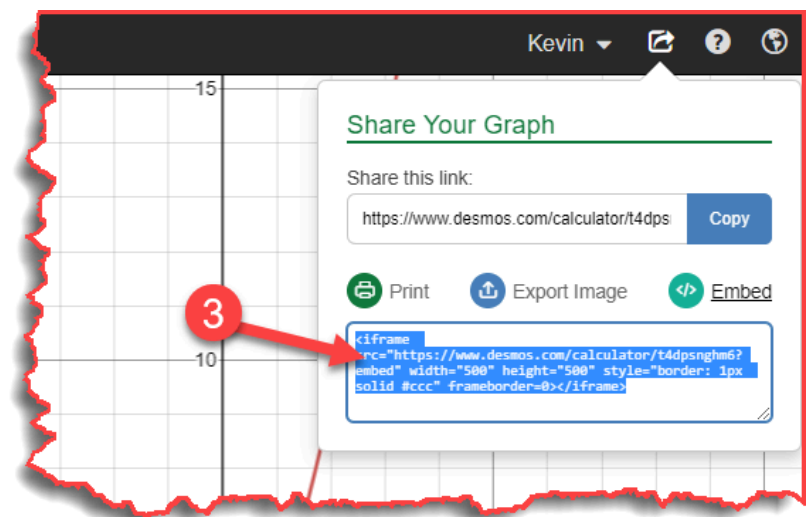 Kevin
?
15
Share Your Graph
Share this link:
https://www.desmos.com/calculator/t4dps
Copy
Print
Export Image
</> Embed
3
<iframe
src="https://www.desmos.com/calculator/t4dpsnghm6?
embed" width="500" height="500" style="border: 1px
solid #ccc" frameborder=0></iframe>
10